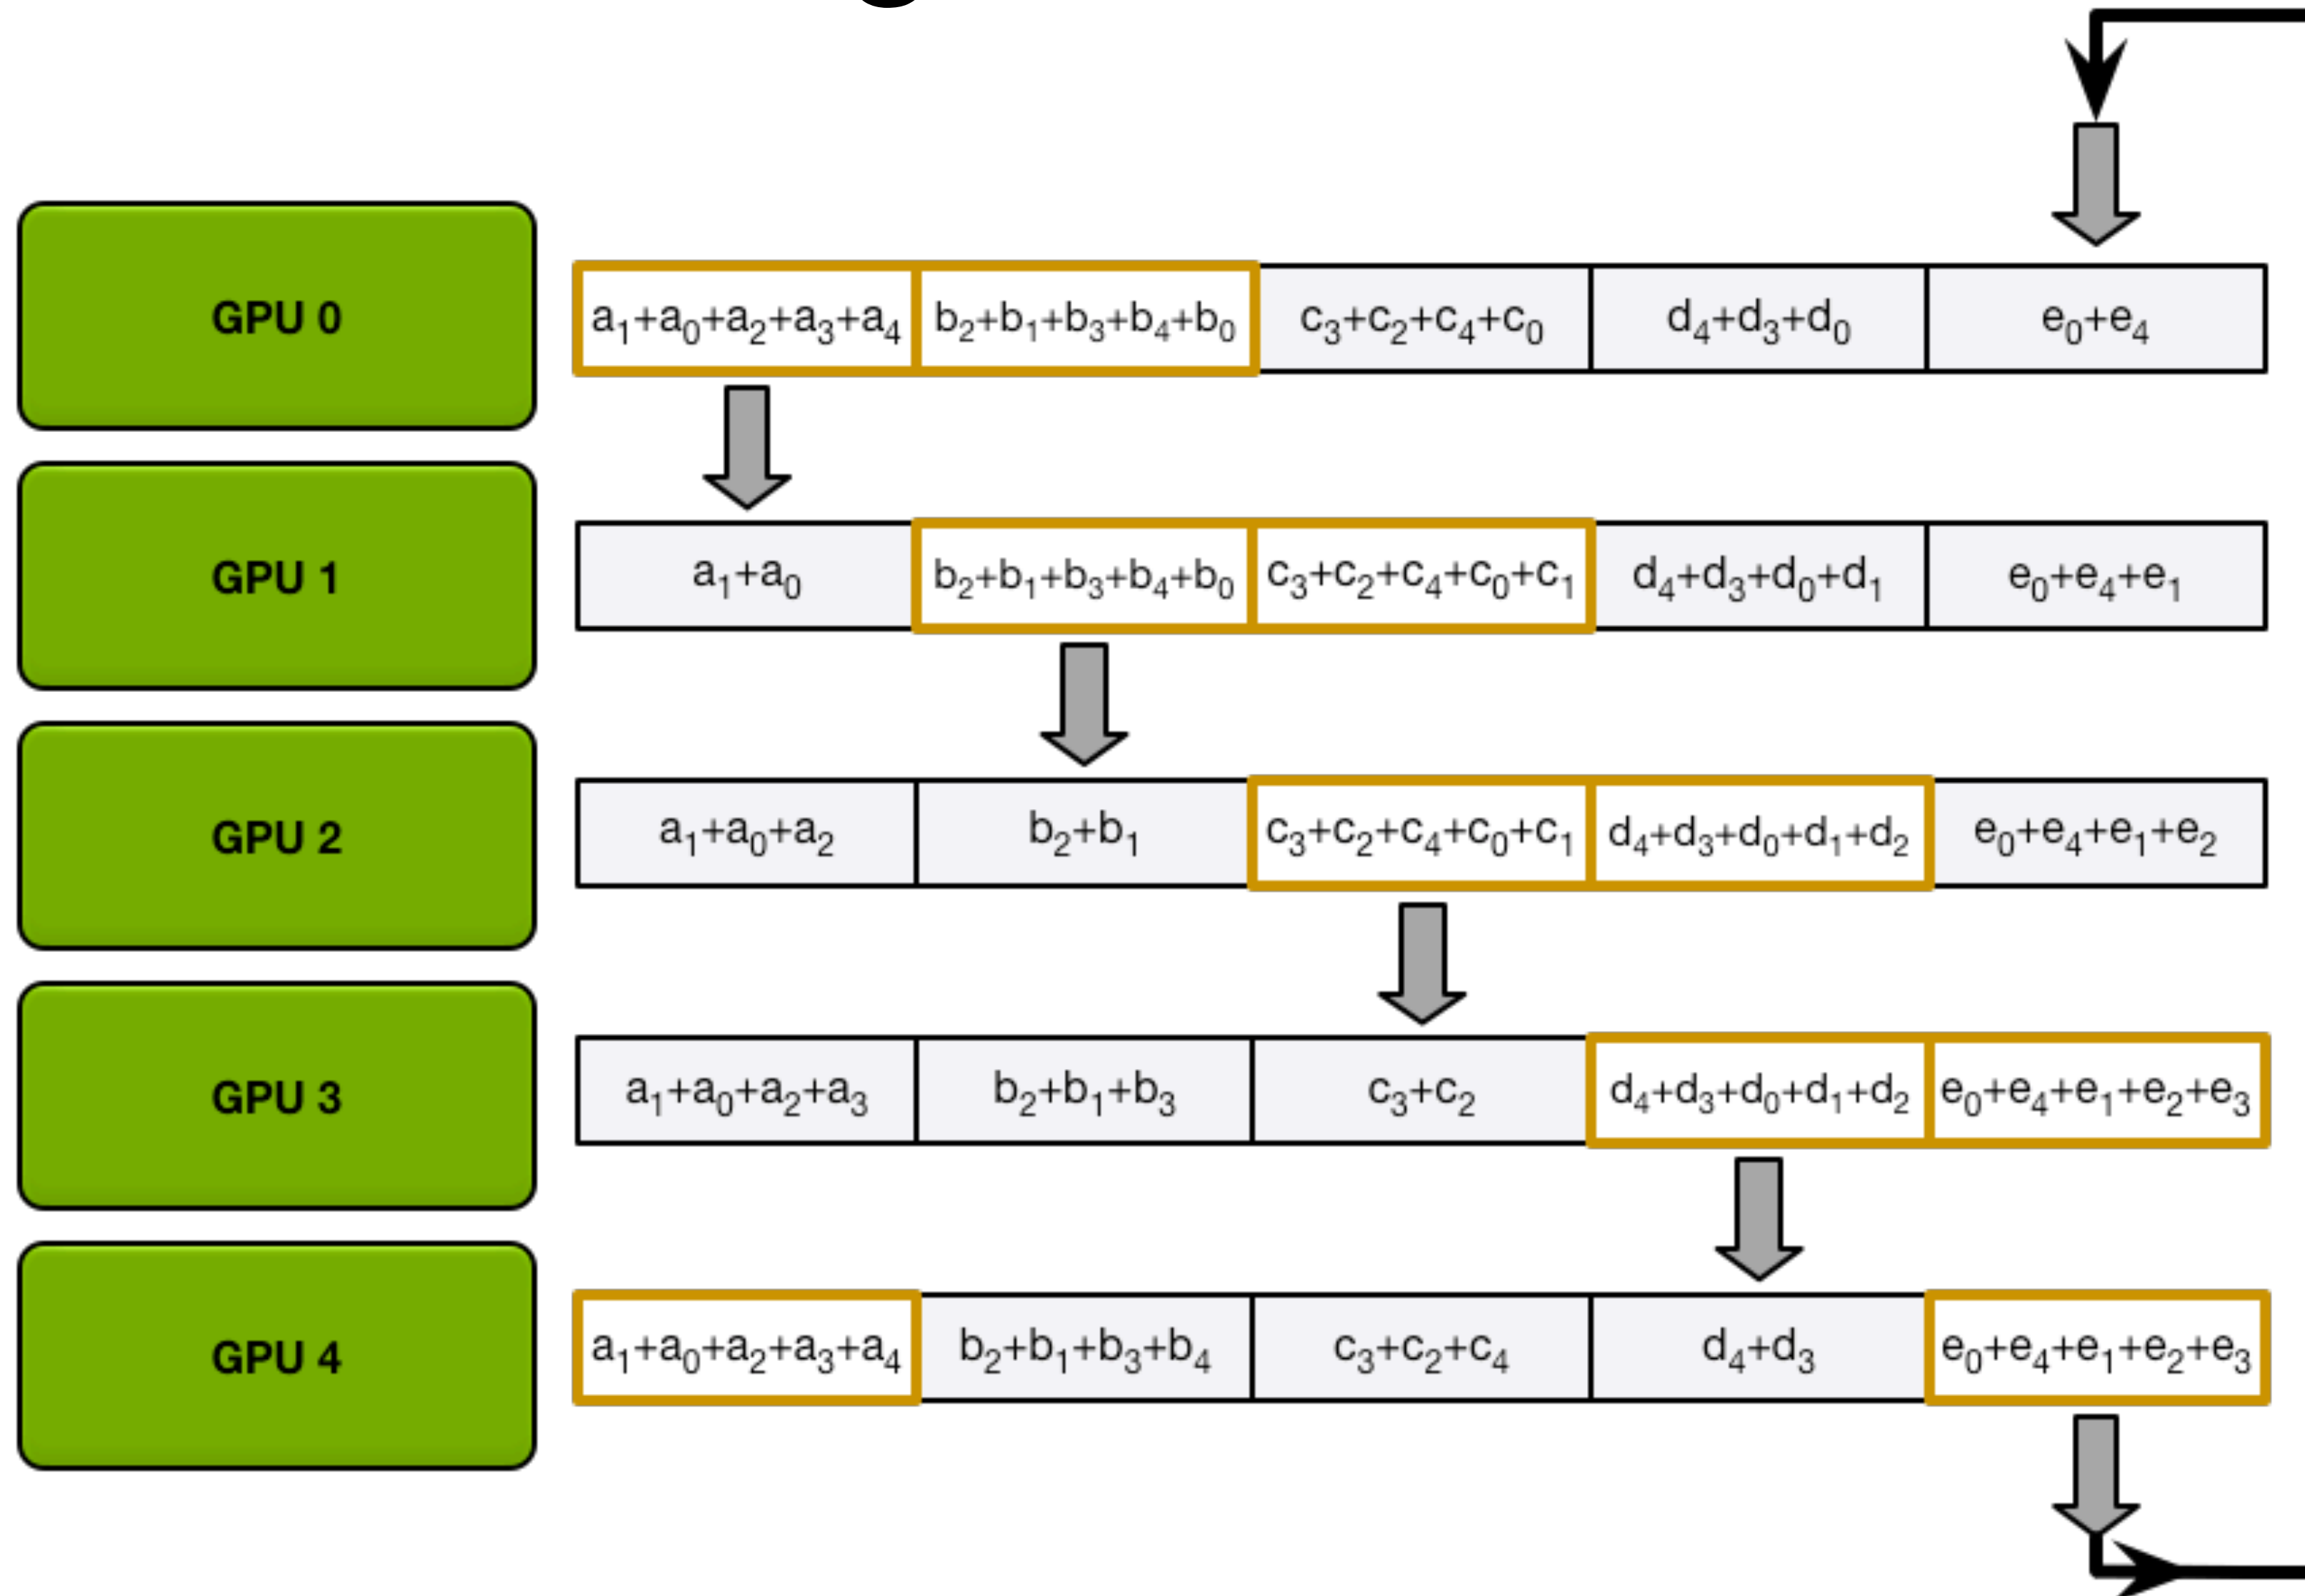 GPU 0
a₁+a₀+a₂+a₃+a₄ b₂+b₁+b₃+b₄+b₀ c₃+c₂+c₄+c₀ d₄+d₃+d₀ e₀+e₄
GPU 1
a₁+a₀ b₂+b₁+b₃+b₄+b₀ c₃+c₂+c₄+c₀+c₁ d₄+d₃+d₀+d₁ e₀+e₄+e₁
GPU 2
a₁+a₀+a₂ b₂+b₁ c₃+c₂+c₄+c₀+c₁ d₄+d₃+d₀+d₁+d₂ e₀+e₄+e₁+e₂
GPU 3
a₁+a₀+a₂+a₃ b₂+b₁+b₃ c₃+c₂ d₄+d₃+d₀+d₁+d₂ e₀+e₄+e₁+e₂+e₃
GPU 4
a₁+a₀+a₂+a₃+a₄ b₂+b₁+b₃+b₄ c₃+c₂+c₄ d₄+d₃ e₀+e₄+e₁+e₂+e₃